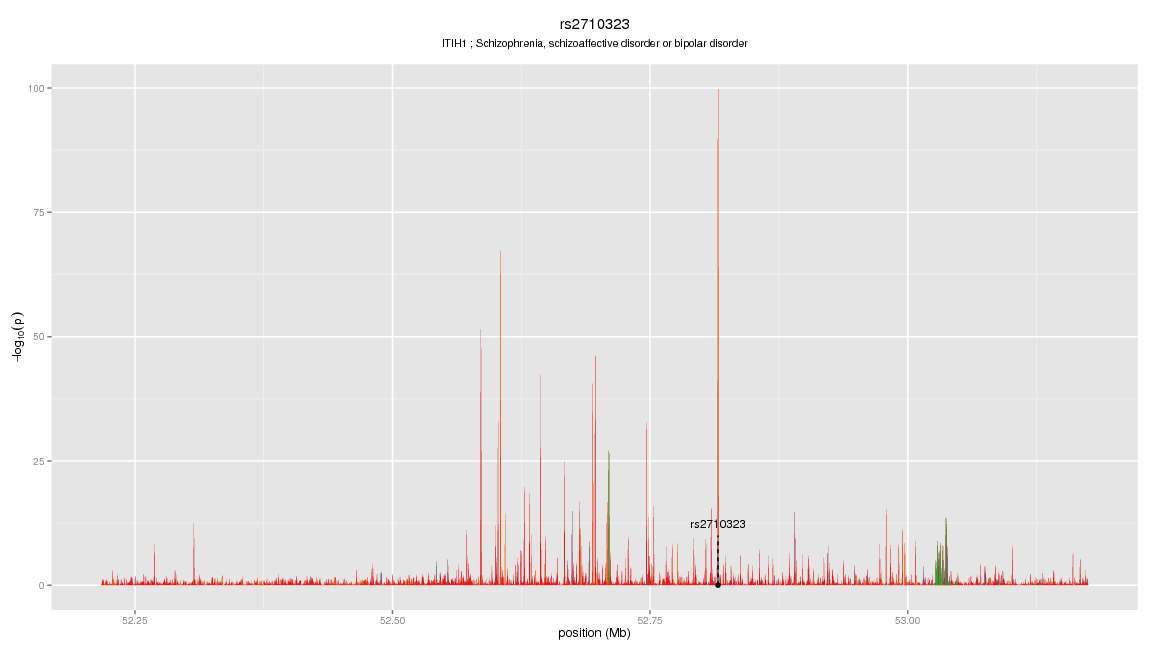 rs2710323
ITIH1 ; Schizophrenia, schizoaffective disorder or bipolar disorder
100
75
50
25
0
−log10(p)
rs2710323
52.25 52.50 52.75 53.00
position (Mb)